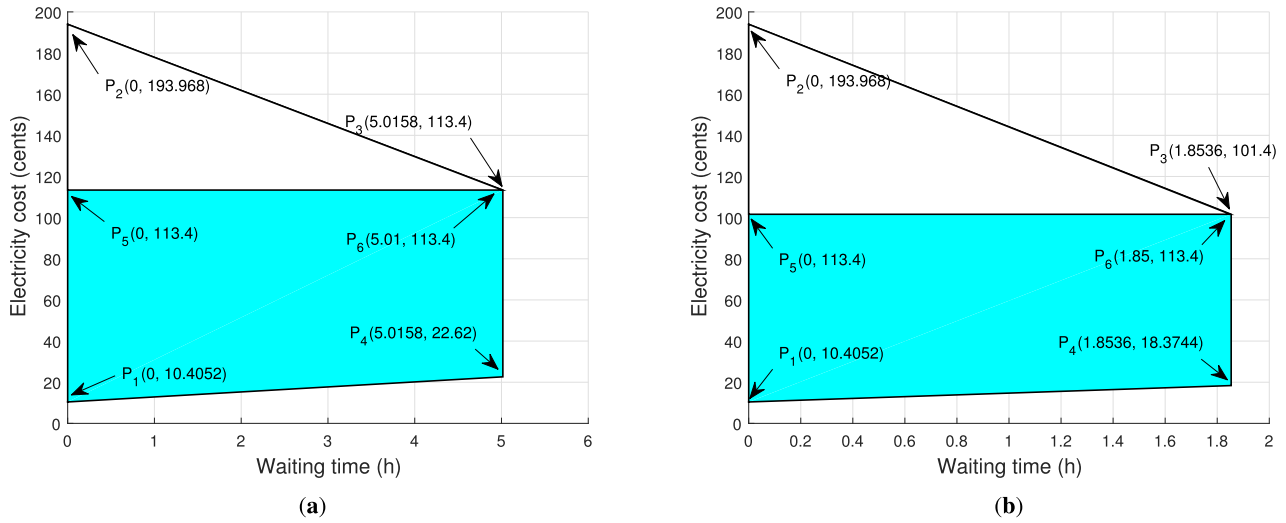 200
180
160
140
120
100
80
60
40
20
0
Electricity cost (cents)
P2(0, 193.968)
P3(5.0158, 113.4)
P5(0, 113.4)
P6(5.01, 113.4)
P4(5.0158, 22.62)
P1(0, 10.4052)
0 1 2 3 4 5 6
Waiting time (h)
(a)
200
180
160
140
120
100
80
60
40
20
0
Electricity cost (cents)
P2(0, 193.968)
P3(1.8536, 101.4)
P5(0, 113.4)
P6(1.85, 113.4)
P4(1.8536, 18.3744)
P1(0, 10.4052)
0 0.2 0.4 0.6 0.8 1 1.2 1.4 1.6 1.8 2
Waiting time (h)
(b)